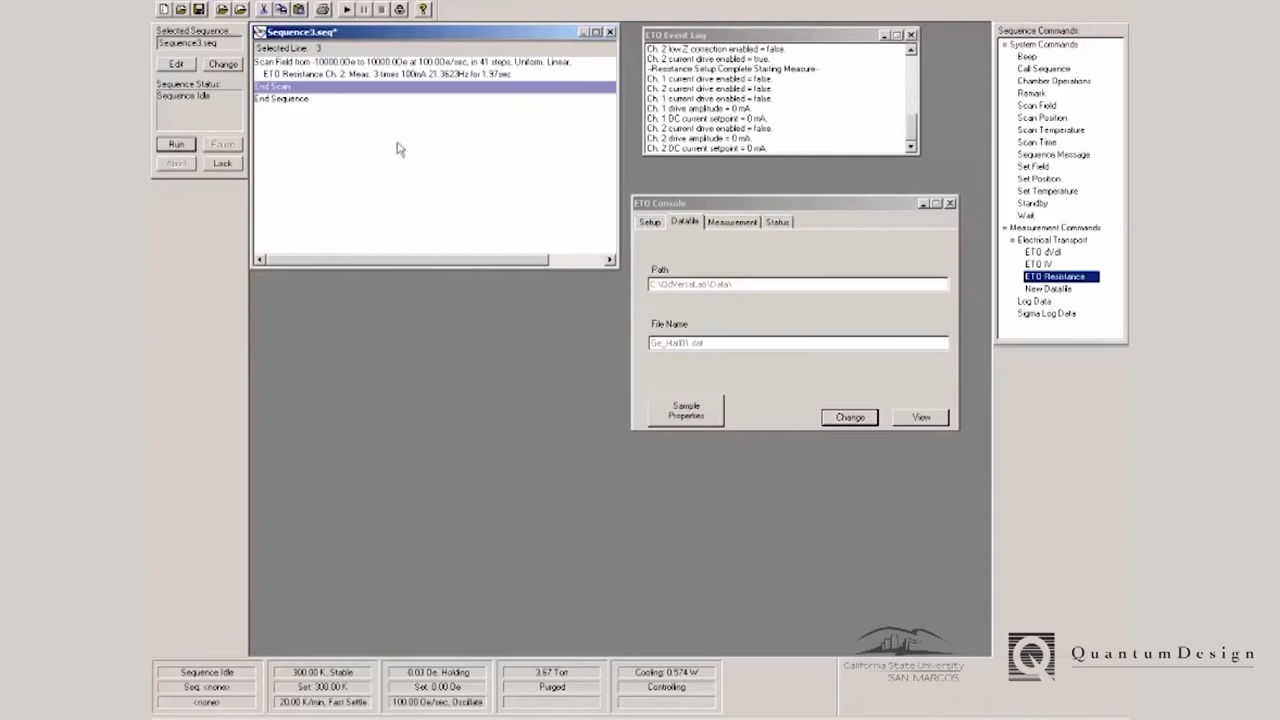 Selected Sequence:
Sequence3.seq
Edit
Change
Sequence Status:
Sequence Idle
Run
Pause
Abort
Lock
Sequence3.seq*
Selected Line: 3
Scan Field from -10000.00e to 10000.00e at 100.00e/sec, in 41 steps, Uniform, Linear,
ETO Resistance Ch. 2: Meas. 3 times 100mA 21.3623Hz for 1.97sec
End Scan
End Sequence
ETO Event Log
Ch. 2 low Z correction enabled = false.
Ch. 2 current drive enabled = true.
--Resistance Setup Complete Starting Measure--
Ch. 1 current drive enabled = false.
Ch. 2 current drive enabled = false.
Ch. 1 current drive enabled = false.
Ch. 1 drive amplitude = 0 mA.
Ch. 1 DC current setpoint = 0 mA.
Ch. 2 current drive enabled = false.
Ch. 2 drive amplitude = 0 mA.
Ch. 2 DC current setpoint = 0 mA.
ETO Console
Setup
Datafile
Measurement
Status
Path
C:\QdVersaLab\Data\
File Name
Ge_Hall01.dat
Sample
Properties
Change
View
Sequence Commands:
System Commands
Beep
Call Sequence
Chamber Operations
Remark
Scan Field
Scan Position
Scan Temperature
Scan Time
Sequence Message
Set Field
Set Position
Set Temperature
Standby
Wait
Measurement Commands
Electrical Transport
ETO dVdI
ETO IV
ETO Resistance
New Datafile
Log Data
Sigma Log Data
Sequence Idle
Seq: <none>
<none>
300.00 K, Stable
Set: 300.00 K
20.00 K/min, Fast Settle
-0.03 Oe, Holding
Set: 0.00 Oe
100.00 Oe/sec, Oscillate
3.67 Torr
Purged
Cooling: 0.574 W
Controlling
California State University
SAN MARCOS
QuantumDesign